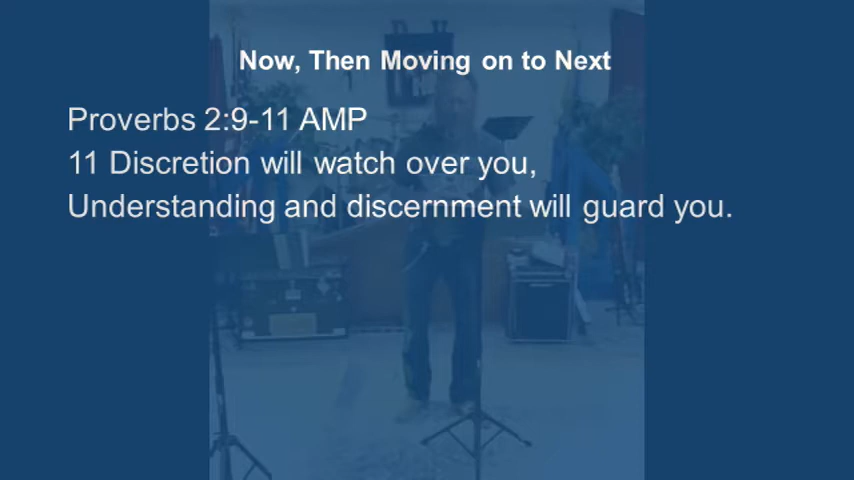 Now, Then Moving on to Next
Proverbs 2:9-11 AMP
11 Discretion will watch over you,
Understanding and discernment will guard you.